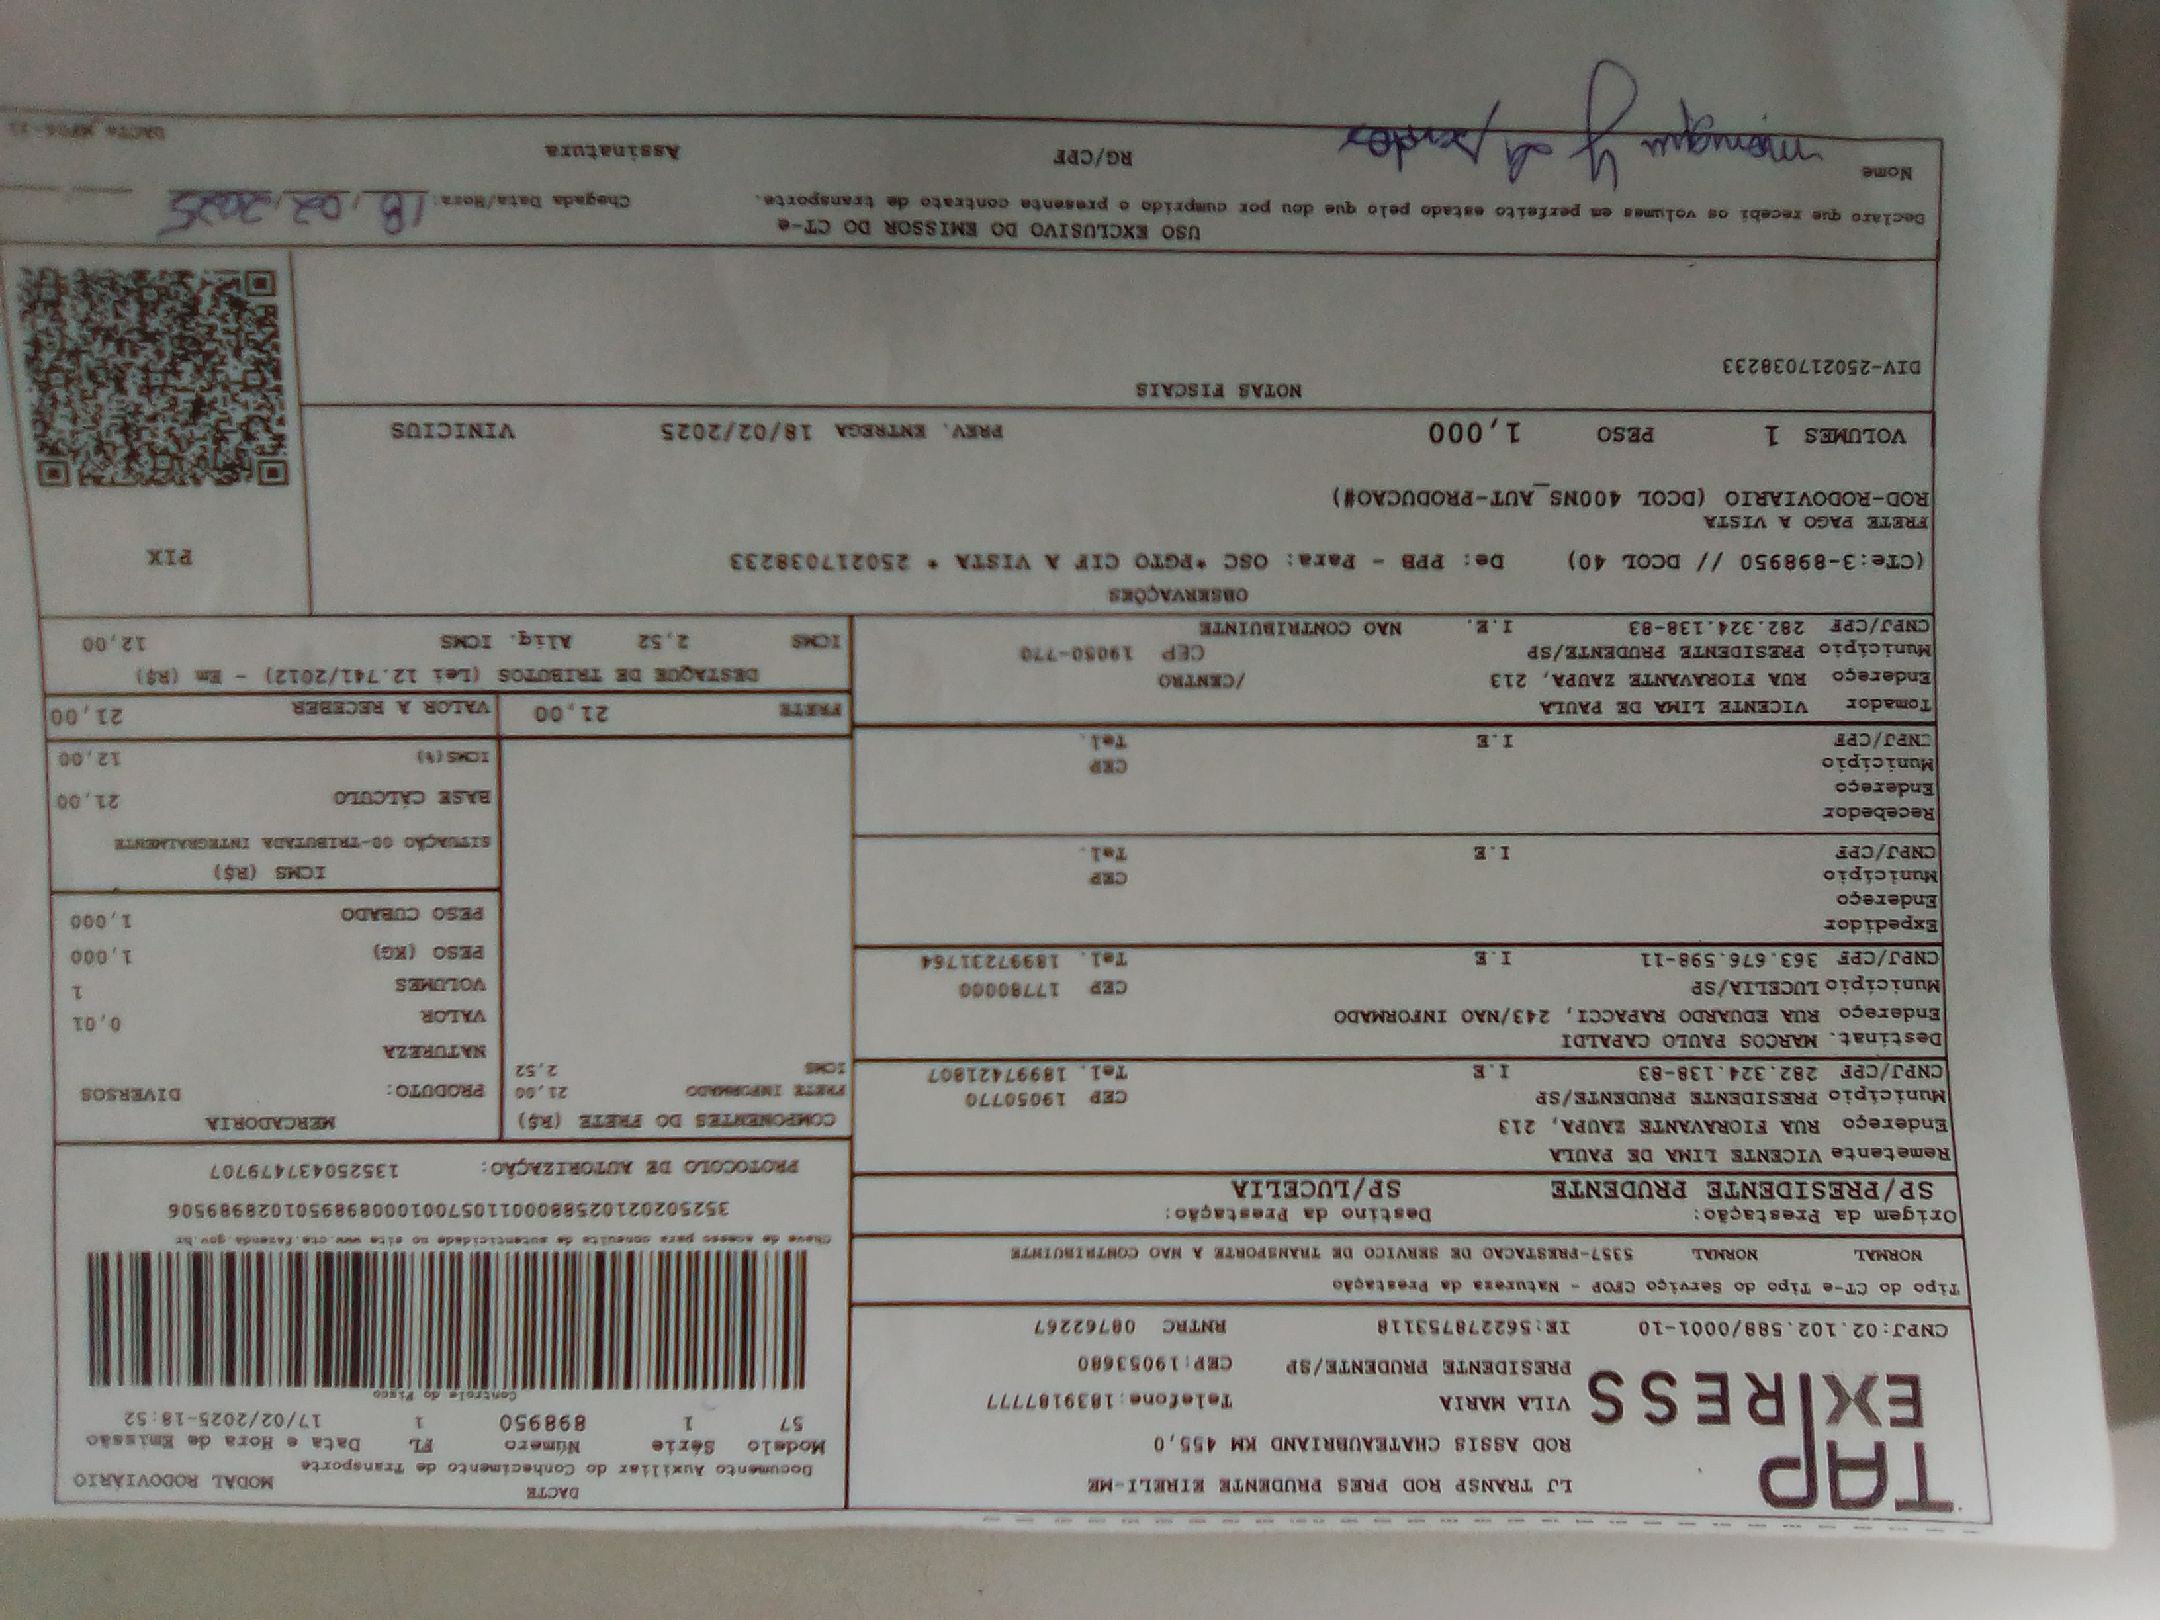 TAP
EXPRESS
LJ TRANSP ROD PRES PRUDENTE EIRELI-ME
ROD ASSIS CHATEAUBRIAND KM 455,0
VILA MARIA Telefone:1839187777
PRESIDENTE PRUDENTE/SP CEP:19053680
CNPJ:02.102.588/0001-10 IE:562278753118 RNTRC 08762267
Tipo do CT-e Tipo do Serviço CFOP - Natureza da Prestação
NORMAL NORMAL 5357-PRESTACAO DE SERVICO DE TRANSPORTE A NAO CONTRIBUINTE
Origem da Prestação: Destino da Prestação:
SP/PRESIDENTE PRUDENTE SP/LUCELIA
Remetente VICENTE LIMA DE PAULA
Endereço RUA FIORAVANTE ZAUPA, 213
Município PRESIDENTE PRUDENTE/SP CEP 19050770
CNPJ/CPF 282.324.138-83 I.E Tel. 18997421807
Destinat. MARCOS PAULO CAPALDI
Endereço RUA EDUARDO RAPACCI, 243/NAO INFORMADO
Município LUCELIA/SP CEP 17780000
CNPJ/CPF 363.676.598-11 I.E Tel. 18997231764
Expedidor
Endereço
Município CEP
CNPJ/CPF I.E Tel.
Recebedor
Endereço
Município CEP
CNPJ/CPF I.E Tel.
Tomador VICENTE LIMA DE PAULA
Endereço RUA FIORAVANTE ZAUPA, 213 /CENTRO
Município PRESIDENTE PRUDENTE/SP CEP 19050-770
CNPJ/CPF 282.324.138-83 I.E. NAO CONTRIBUINTE
DACTE
Documento Auxiliar do Conhecimento de Transporte MODAL RODOVIÁRIO
Modelo Série Número FL Data e Hora de Emissão
57 1 898950 1 17/02/2025-18:52
Controle do Fisco
Chave de acesso para consulta de autenticidade no site www.cte.fazenda.gov.br
35250202102588000110570010008989501028989506
PROTOCOLO DE AUTORIZAÇÃO: 135250437479707
COMPONENTES DO FRETE (R$)
FRETE INFORMADO 21,00
ICMS 2,52
MERCADORIA
PRODUTO: DIVERSOS
NATUREZA
VALOR 0,01
VOLUMES 1
PESO (KG) 1,000
PESO CUBADO 1,000
ICMS (R$)
SITUAÇÃO 00-TRIBUTADA INTEGRALMENTE
BASE CÁLCULO 21,00
ICMS(%) 12,00
FRETE 21,00 VALOR A RECEBER 21,00
DESTAQUE DE TRIBUTOS (Lei 12.741/2012) - Em (R$)
ICMS 2,52 Aliq. ICMS 12,00
OBSERVAÇÕES
(CTe:3-898950 // DCOL 40) De: PPB - Para: OSC *PGTO CIF A VISTA * 250217038233
FRETE PAGO A VISTA
ROD-RODOVIARIO (DCOL 400NS_AUT-PRODUCAO#)
PIX
VOLUMES 1 PESO 1,000 PREV. ENTREGA 18/02/2025 VINICIUS
NOTAS FISCAIS
DIV-250217038233
USO EXCLUSIVO DO EMISSOR DO CT-e
Declaro que recebi os volumes em perfeito estado pelo que dou por cumprido o presente contrato de transporte. Chegada Data/Hora: 18/02/2025
Nome RG/CPF Assinatura